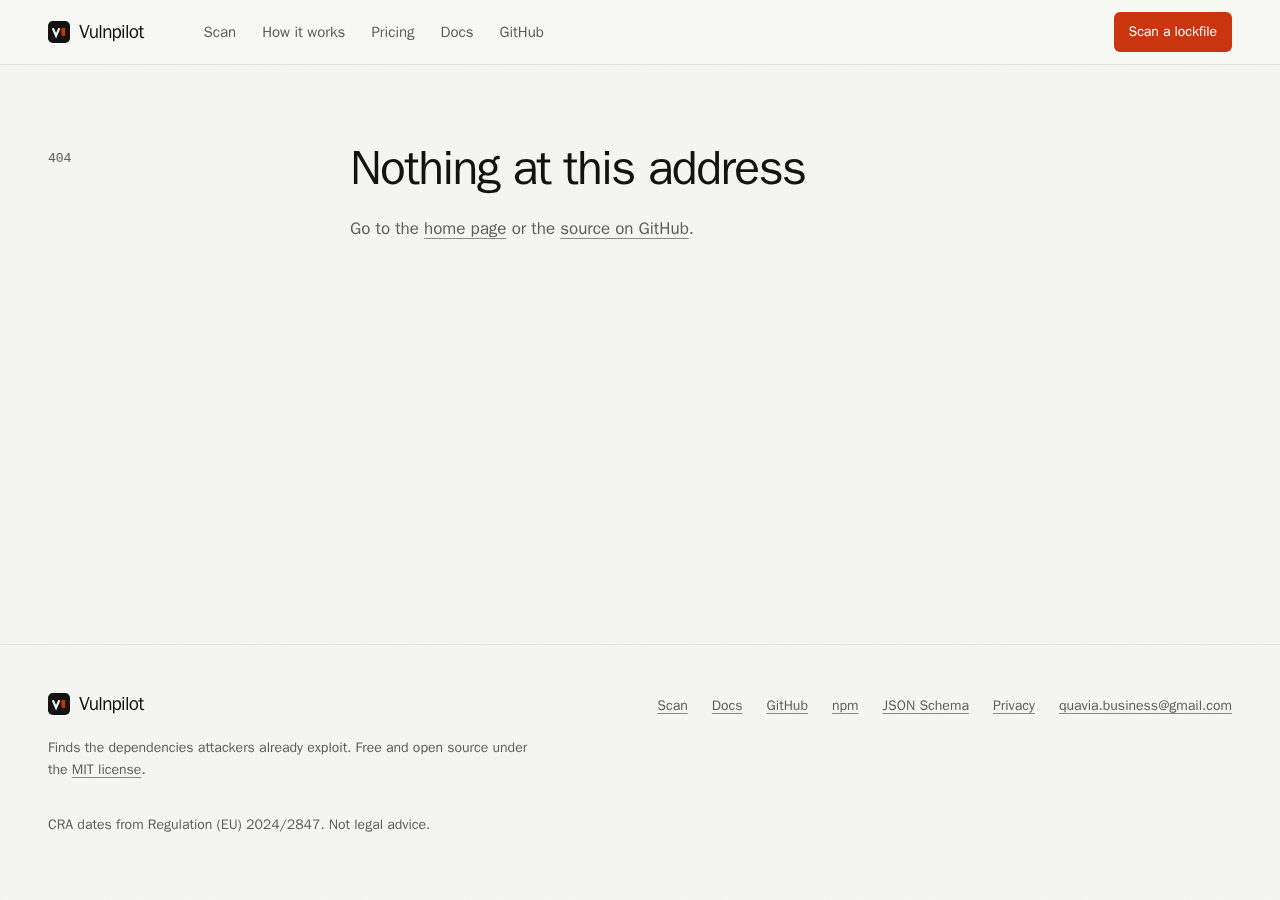 Vulnpilot
Scan
How it works
Pricing
Docs
GitHub
Scan a lockfile
404
Nothing at this address
Go to the home page or the source on GitHub.
Vulnpilot
Scan
Docs
GitHub
npm
JSON Schema
Privacy
quavia.business@gmail.com
Finds the dependencies attackers already exploit. Free and open source under
the MIT license.
CRA dates from Regulation (EU) 2024/2847. Not legal advice.